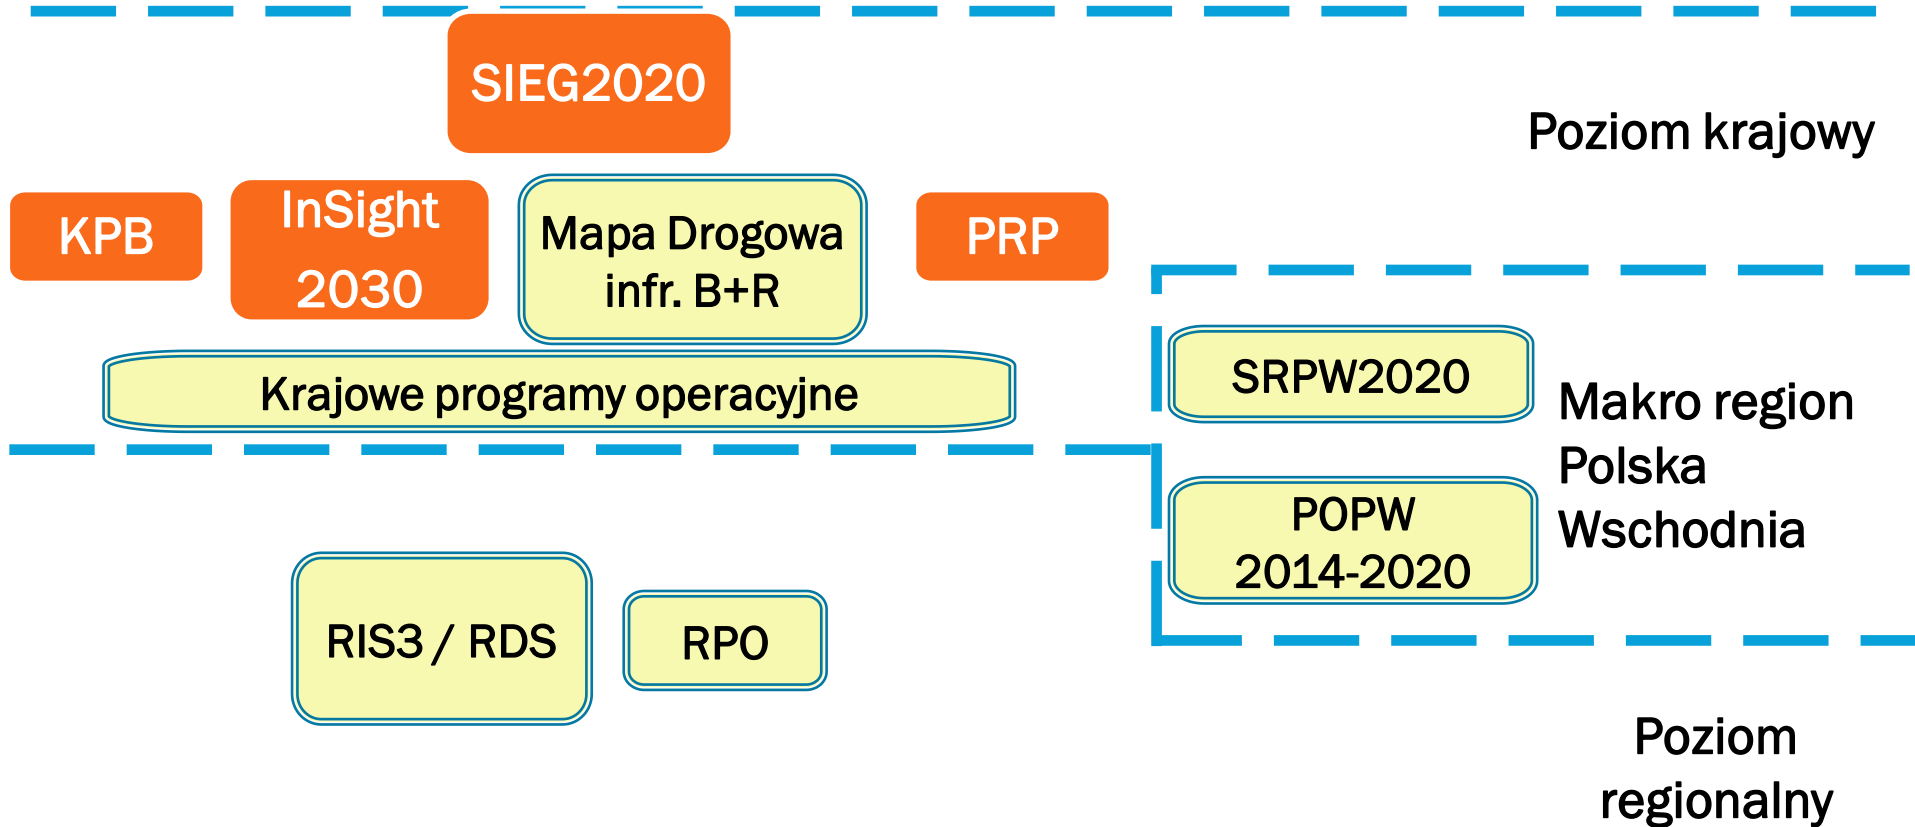 SIEG2020
Poziom krajowy
KPB
InSight
2030
Mapa Drogowa
infr. B+R
PRP
Krajowe programy operacyjne
SRPW2020
Makro region
Polska
Wschodnia
POPW
2014-2020
RIS3 / RDS
RPO
Poziom
regionalny